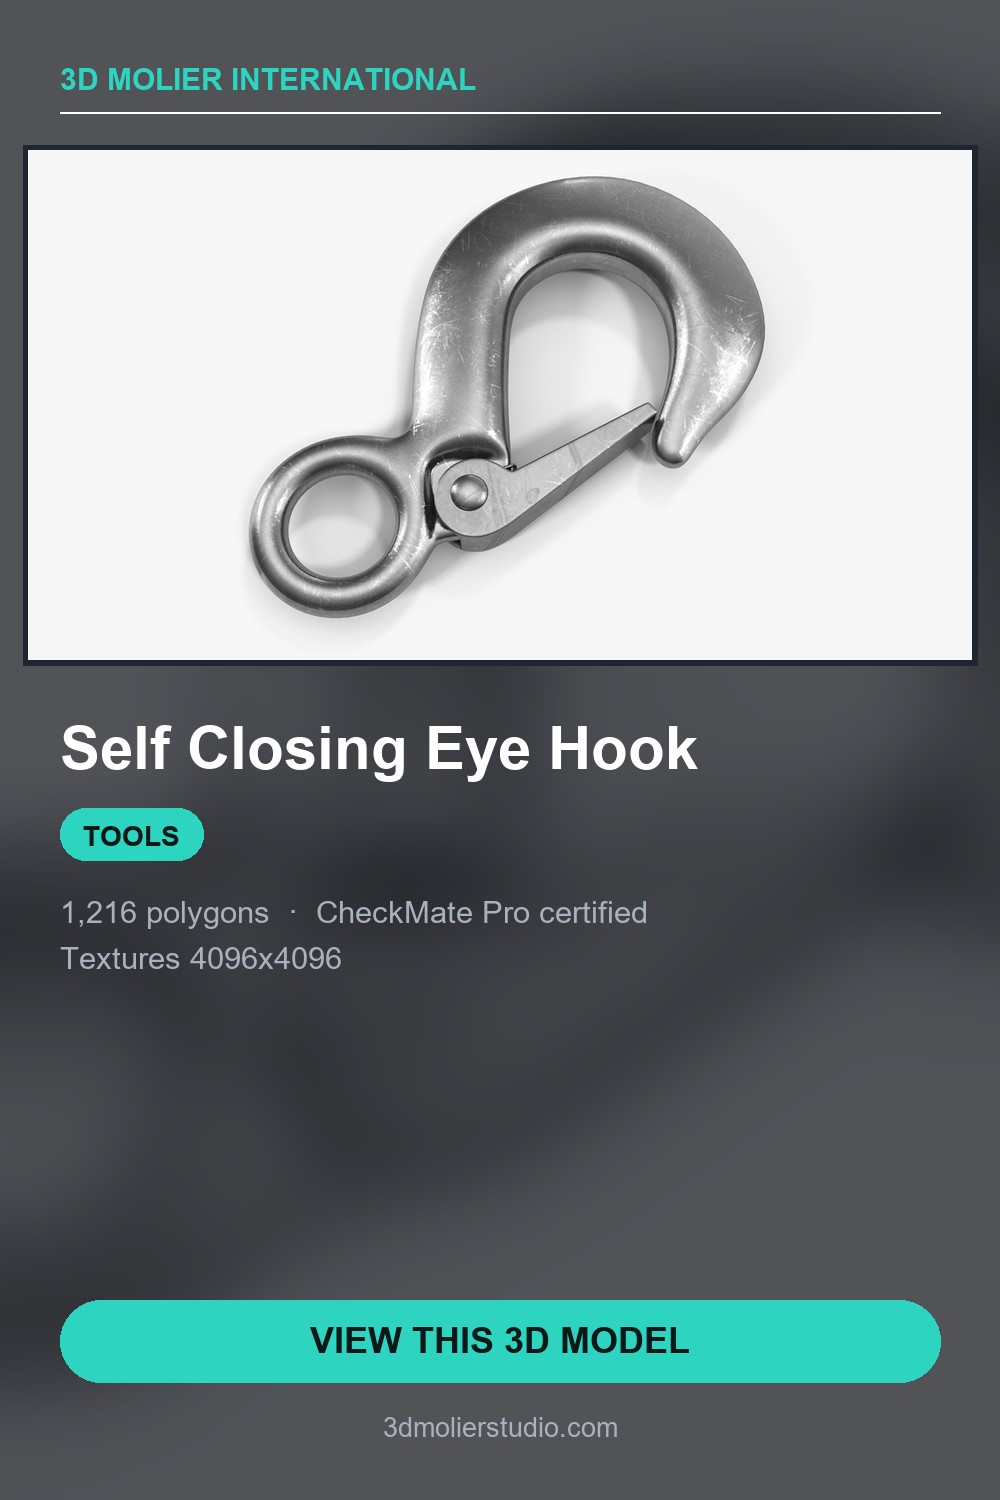 3D MOLIER INTERNATIONAL
Self Closing Eye Hook
TOOLS
1,216 polygons · CheckMate Pro certified
Textures 4096x4096
VIEW THIS 3D MODEL
3dmolierstudio.com